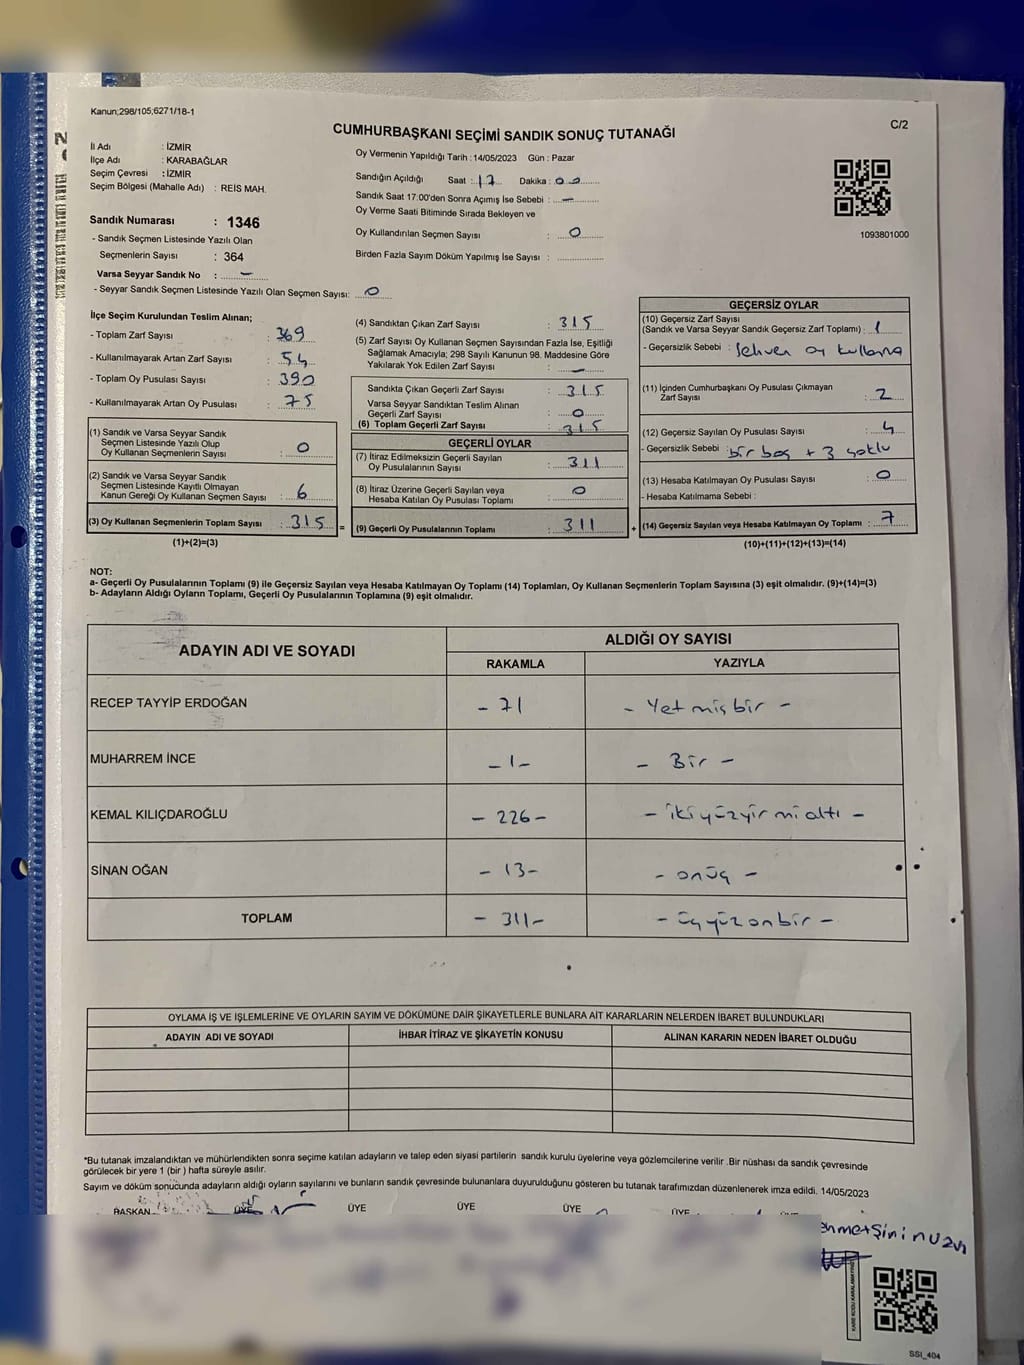 Kanun;298/105;6271/18-1
C/2
CUMHURBAŞKANI SEÇİMİ SANDIK SONUÇ TUTANAĞI
İl Adı : İZMİR
İlçe Adı : KARABAĞLAR
Seçim Çevresi : İZMİR
Seçim Bölgesi (Mahalle Adı) : REİS MAH.
Sandık Numarası : 1346
- Sandık Seçmen Listesinde Yazılı Olan
Seçmenlerin Sayısı : 364
Varsa Seyyar Sandık No : -
- Seyyar Sandık Seçmen Listesinde Yazılı Olan Seçmen Sayısı: 0
Oy Vermenin Yapıldığı Tarih : 14/05/2023 Gün : Pazar
Sandığın Açıldığı Saat : 17 Dakika : 00
Sandık Saat 17:00'den Sonra Açımış İse Sebebi : -
Oy Verme Saati Bitiminde Sırada Bekleyen ve
Oy Kullandırılan Seçmen Sayısı : 0
Birden Fazla Sayım Döküm Yapılmış İse Sayısı :
1093801000
İlçe Seçim Kurulundan Teslim Alınan;
- Toplam Zarf Sayısı : 369
- Kullanılmayarak Artan Zarf Sayısı : 54
- Toplam Oy Pusulası Sayısı : 390
- Kullanılmayarak Artan Oy Pusulası : 75
(1) Sandık ve Varsa Seyyar Sandık
Seçmen Listesinde Yazılı Olup
Oy Kullanan Seçmenlerin Sayısı : 0
(2) Sandık ve Varsa Seyyar Sandık
Seçmen Listesinde Kayıtlı Olmayan
Kanun Gereği Oy Kullanan Seçmen Sayısı : 6
(3) Oy Kullanan Seçmenlerin Toplam Sayısı : 315 =
(1)+(2)=(3)
(4) Sandıktan Çıkan Zarf Sayısı : 315
(5) Zarf Sayısı Oy Kullanan Seçmen Sayısından Fazla İse, Eşitliği
Sağlamak Amacıyla; 298 Sayılı Kanunun 98. Maddesine Göre
Yakılarak Yok Edilen Zarf Sayısı : -
Sandıkta Çıkan Geçerli Zarf Sayısı : 315
Varsa Seyyar Sandıktan Teslim Alınan
Geçerli Zarf Sayısı : 0
(6) Toplam Geçerli Zarf Sayısı : 315
GEÇERLİ OYLAR
(7) İtiraz Edilmeksizin Geçerli Sayılan
Oy Pusulalarının Sayısı : 311
(8) İtiraz Üzerine Geçerli Sayılan veya
Hesaba Katılan Oy Pusulası Toplamı : 0
(9) Geçerli Oy Pusulalarının Toplamı : 311 +
GEÇERSİZ OYLAR
(10) Geçersiz Zarf Sayısı
(Sandık ve Varsa Seyyar Sandık Geçersiz Zarf Toplamı) : 1
- Geçersizlik Sebebi : Sehven oy kullanma
(11) İçinden Cumhurbaşkanı Oy Pusulası Çıkmayan
Zarf Sayısı : 2
(12) Geçersiz Sayılan Oy Pusulası Sayısı : 4
- Geçersizlik Sebebi : bir boş + 3 çoklu
(13) Hesaba Katılmayan Oy Pusulası Sayısı : 0
- Hesaba Katılmama Sebebi :
(14) Geçersiz Sayılan veya Hesaba Katılmayan Oy Toplamı : 7
(10)+(11)+(12)+(13)=(14)
NOT:
a- Geçerli Oy Pusulalarının Toplamı (9) ile Geçersiz Sayılan veya Hesaba Katılmayan Oy Toplamı (14) Toplamları, Oy Kullanan Seçmenlerin Toplam Sayısına (3) eşit olmalıdır. (9)+(14)=(3)
b- Adayların Aldığı Oyların Toplamı, Geçerli Oy Pusulalarının Toplamına (9) eşit olmalıdır.
ADAYIN ADI VE SOYADI
ALDIĞI OY SAYISI
RAKAMLA YAZIYLA
RECEP TAYYİP ERDOĞAN - 71 - Yetmişbir -
MUHARREM İNCE - 1 - - Bir -
KEMAL KILIÇDAROĞLU - 226 - - ikiyüzyirmialtı -
SİNAN OĞAN - 13 - - onüç -
TOPLAM - 311 - - üçyüzonbir -
OYLAMA İŞ VE İŞLEMLERİNE VE OYLARIN SAYIM VE DÖKÜMÜNE DAİR ŞİKAYETLERLE BUNLARA AİT KARARLARIN NELERDEN İBARET BULUNDUKLARI
ADAYIN ADI VE SOYADI İHBAR İTİRAZ VE ŞİKAYETİN KONUSU ALINAN KARARIN NEDEN İBARET OLDUĞU
*Bu tutanak imzalandıktan ve mühürlendikten sonra seçime katılan adayların ve talep eden siyasi partilerin sandık kurulu üyelerine veya gözlemcilerine verilir .Bir nüshası da sandık çevresinde
görülecek bir yere 1 (bir ) hafta süreyle asılır.
Sayım ve döküm sonucunda adayların aldığı oyların sayılarını ve bunların sandık çevresinde bulunanlara duyurulduğunu gösteren bu tutanak tarafımızdan düzenlenerek imza edildi. 14/05/2023
BAŞKAN ÜYE ÜYE ÜYE ÜYE ÜYE
SSI_404